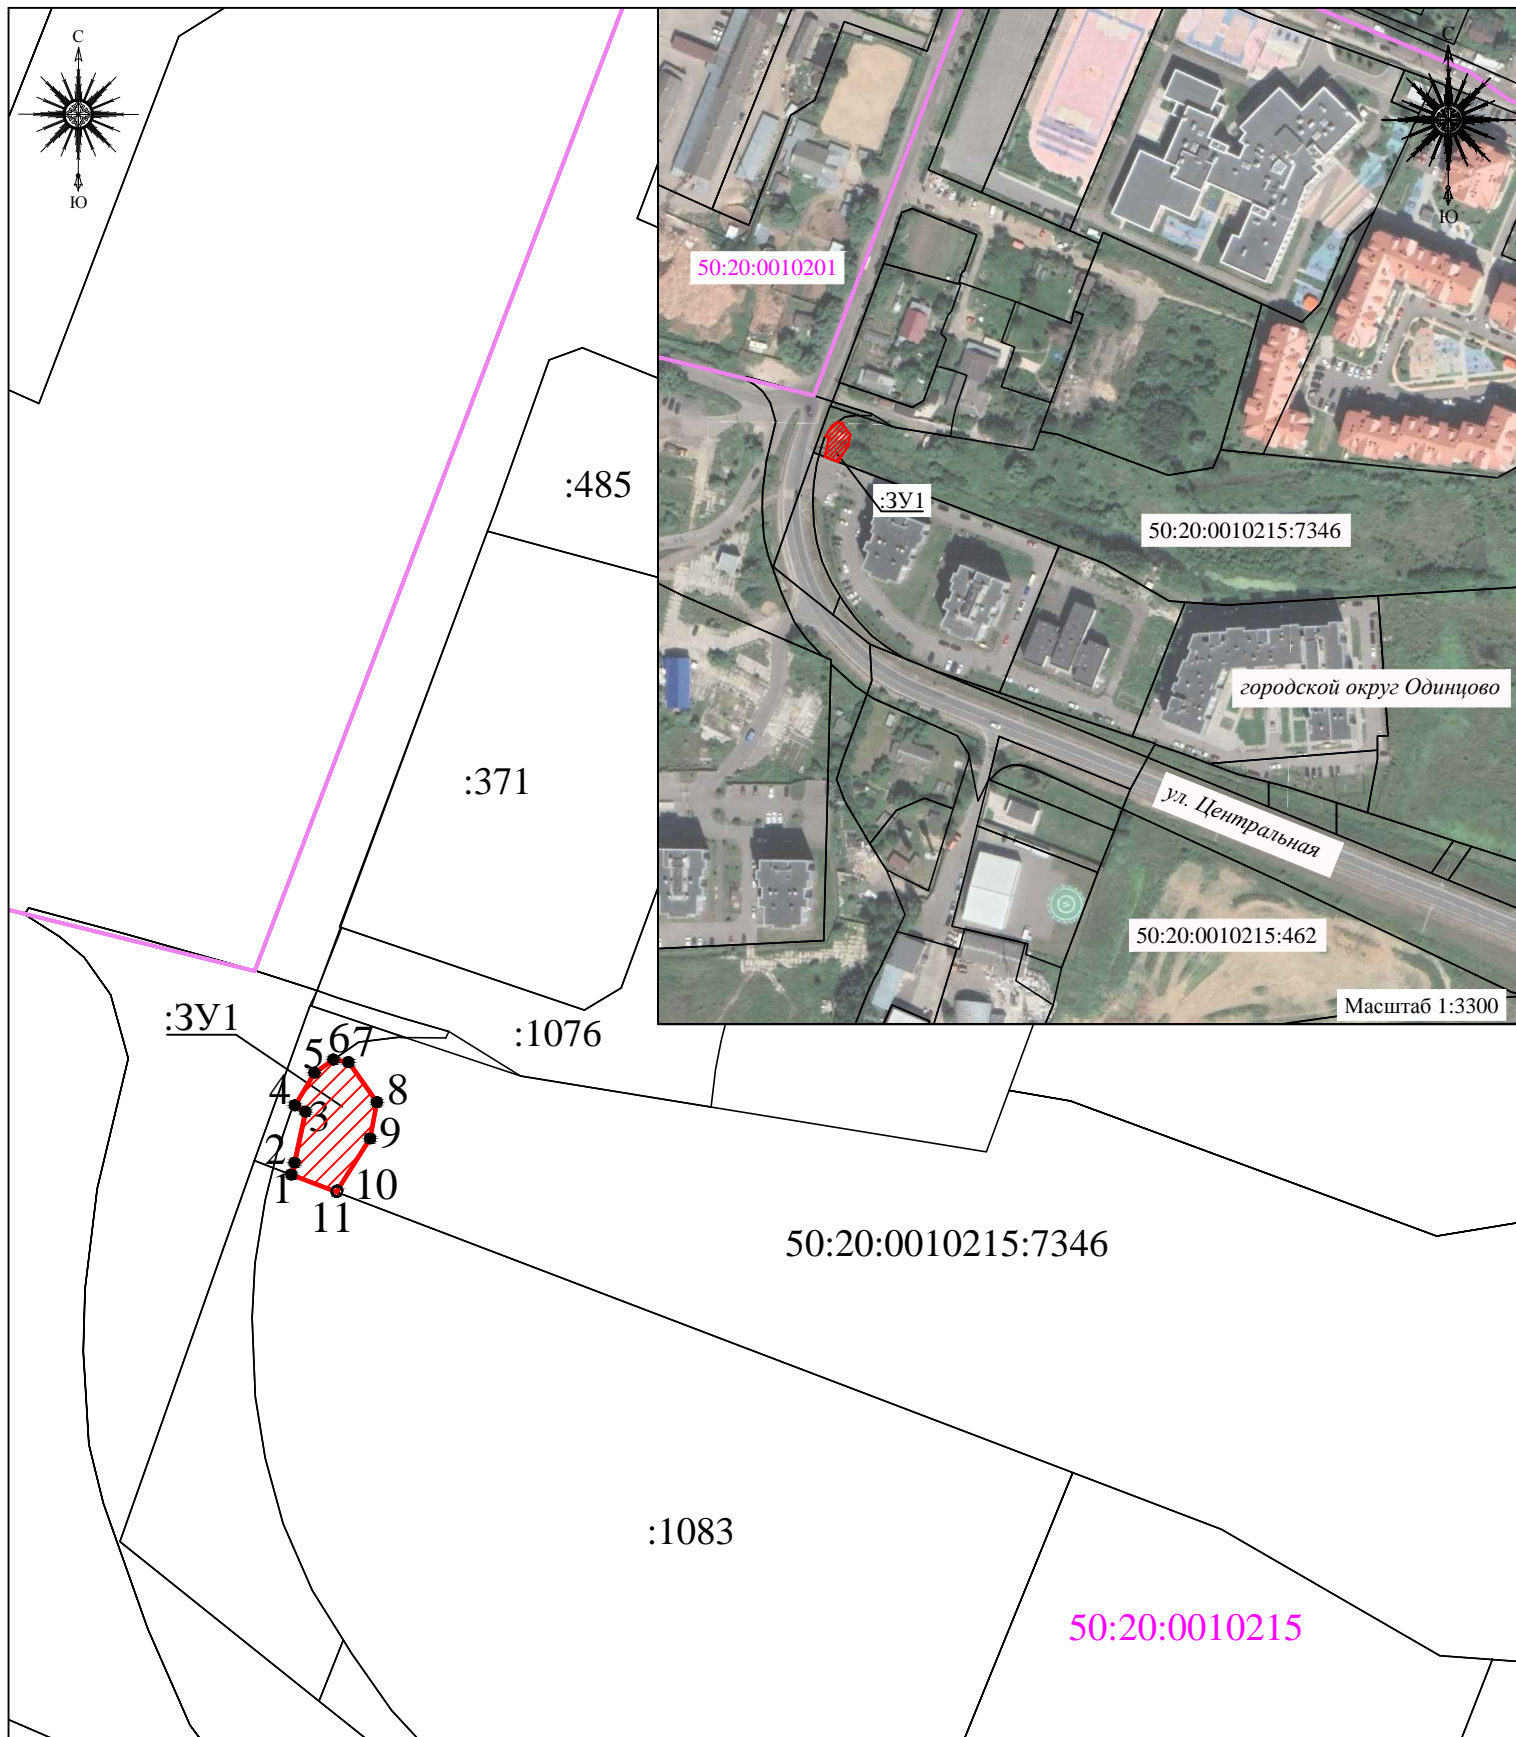 С
Ю
С
Ю
50:20:0010201
:ЗУ1
50:20:0010215:7346
городской округ Одинцово
ул. Центральная
50:20:0010215:462
Масштаб 1:3300
:485
:371
:ЗУ1
:1076
5
6
7
4
3
8
9
2
1
10
11
50:20:0010215:7346
:1083
50:20:0010215